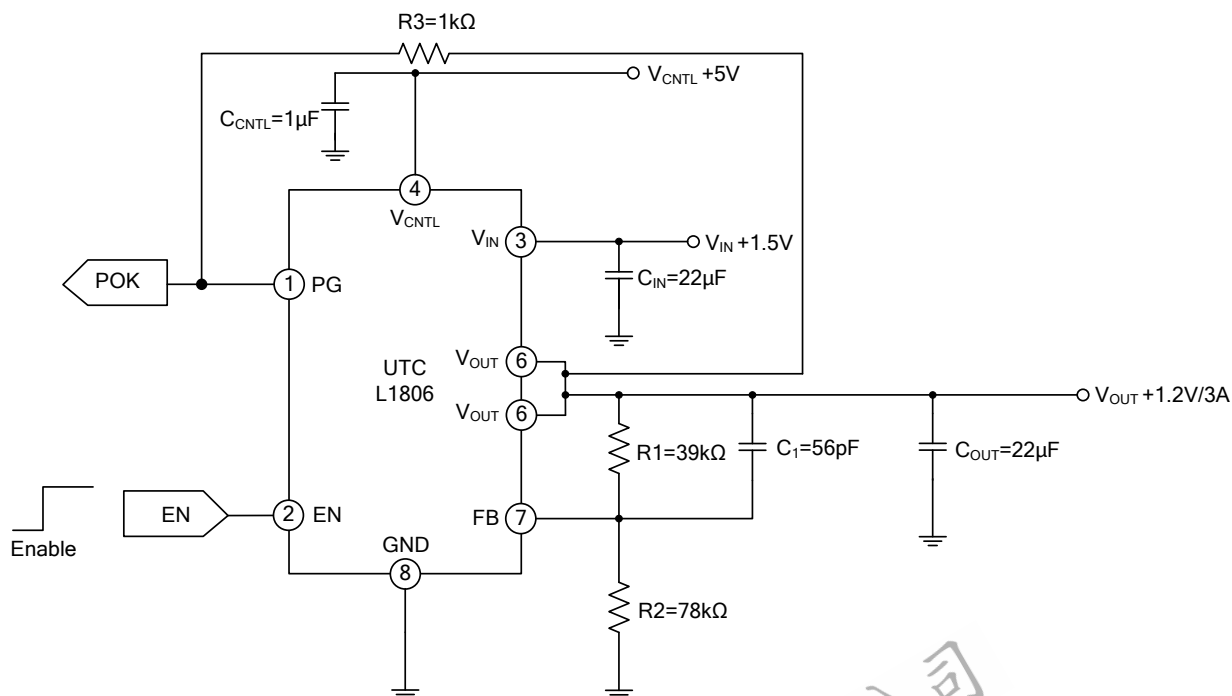 R3=1kΩ
VCNTL +5V
CCNTL=1μF
4
VCNTL
VIN
3
VIN +1.5V
POK
1
PG
CIN=22μF
VOUT
6
UTC
L1806
VOUT
6
VOUT +1.2V/3A
R1=39kΩ
C1=56pF
COUT=22μF
EN
2
EN
FB
7
Enable
GND
8
R2=78kΩ
司